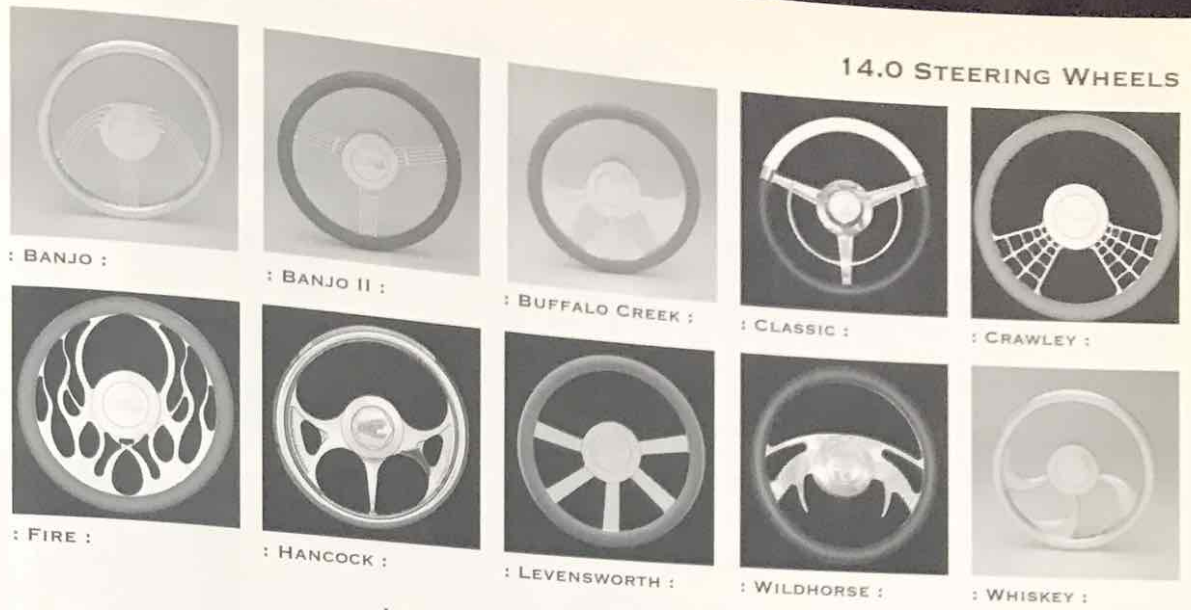 14.0 STEERING WHEELS
: BANJO :
: BANJO II :
: BUFFALO CREEK :
: CLASSIC :
: CRAWLEY :
: FIRE :
: HANCOCK :
: LEVENSWORTH :
: WILDHORSE :
: WHISKEY :